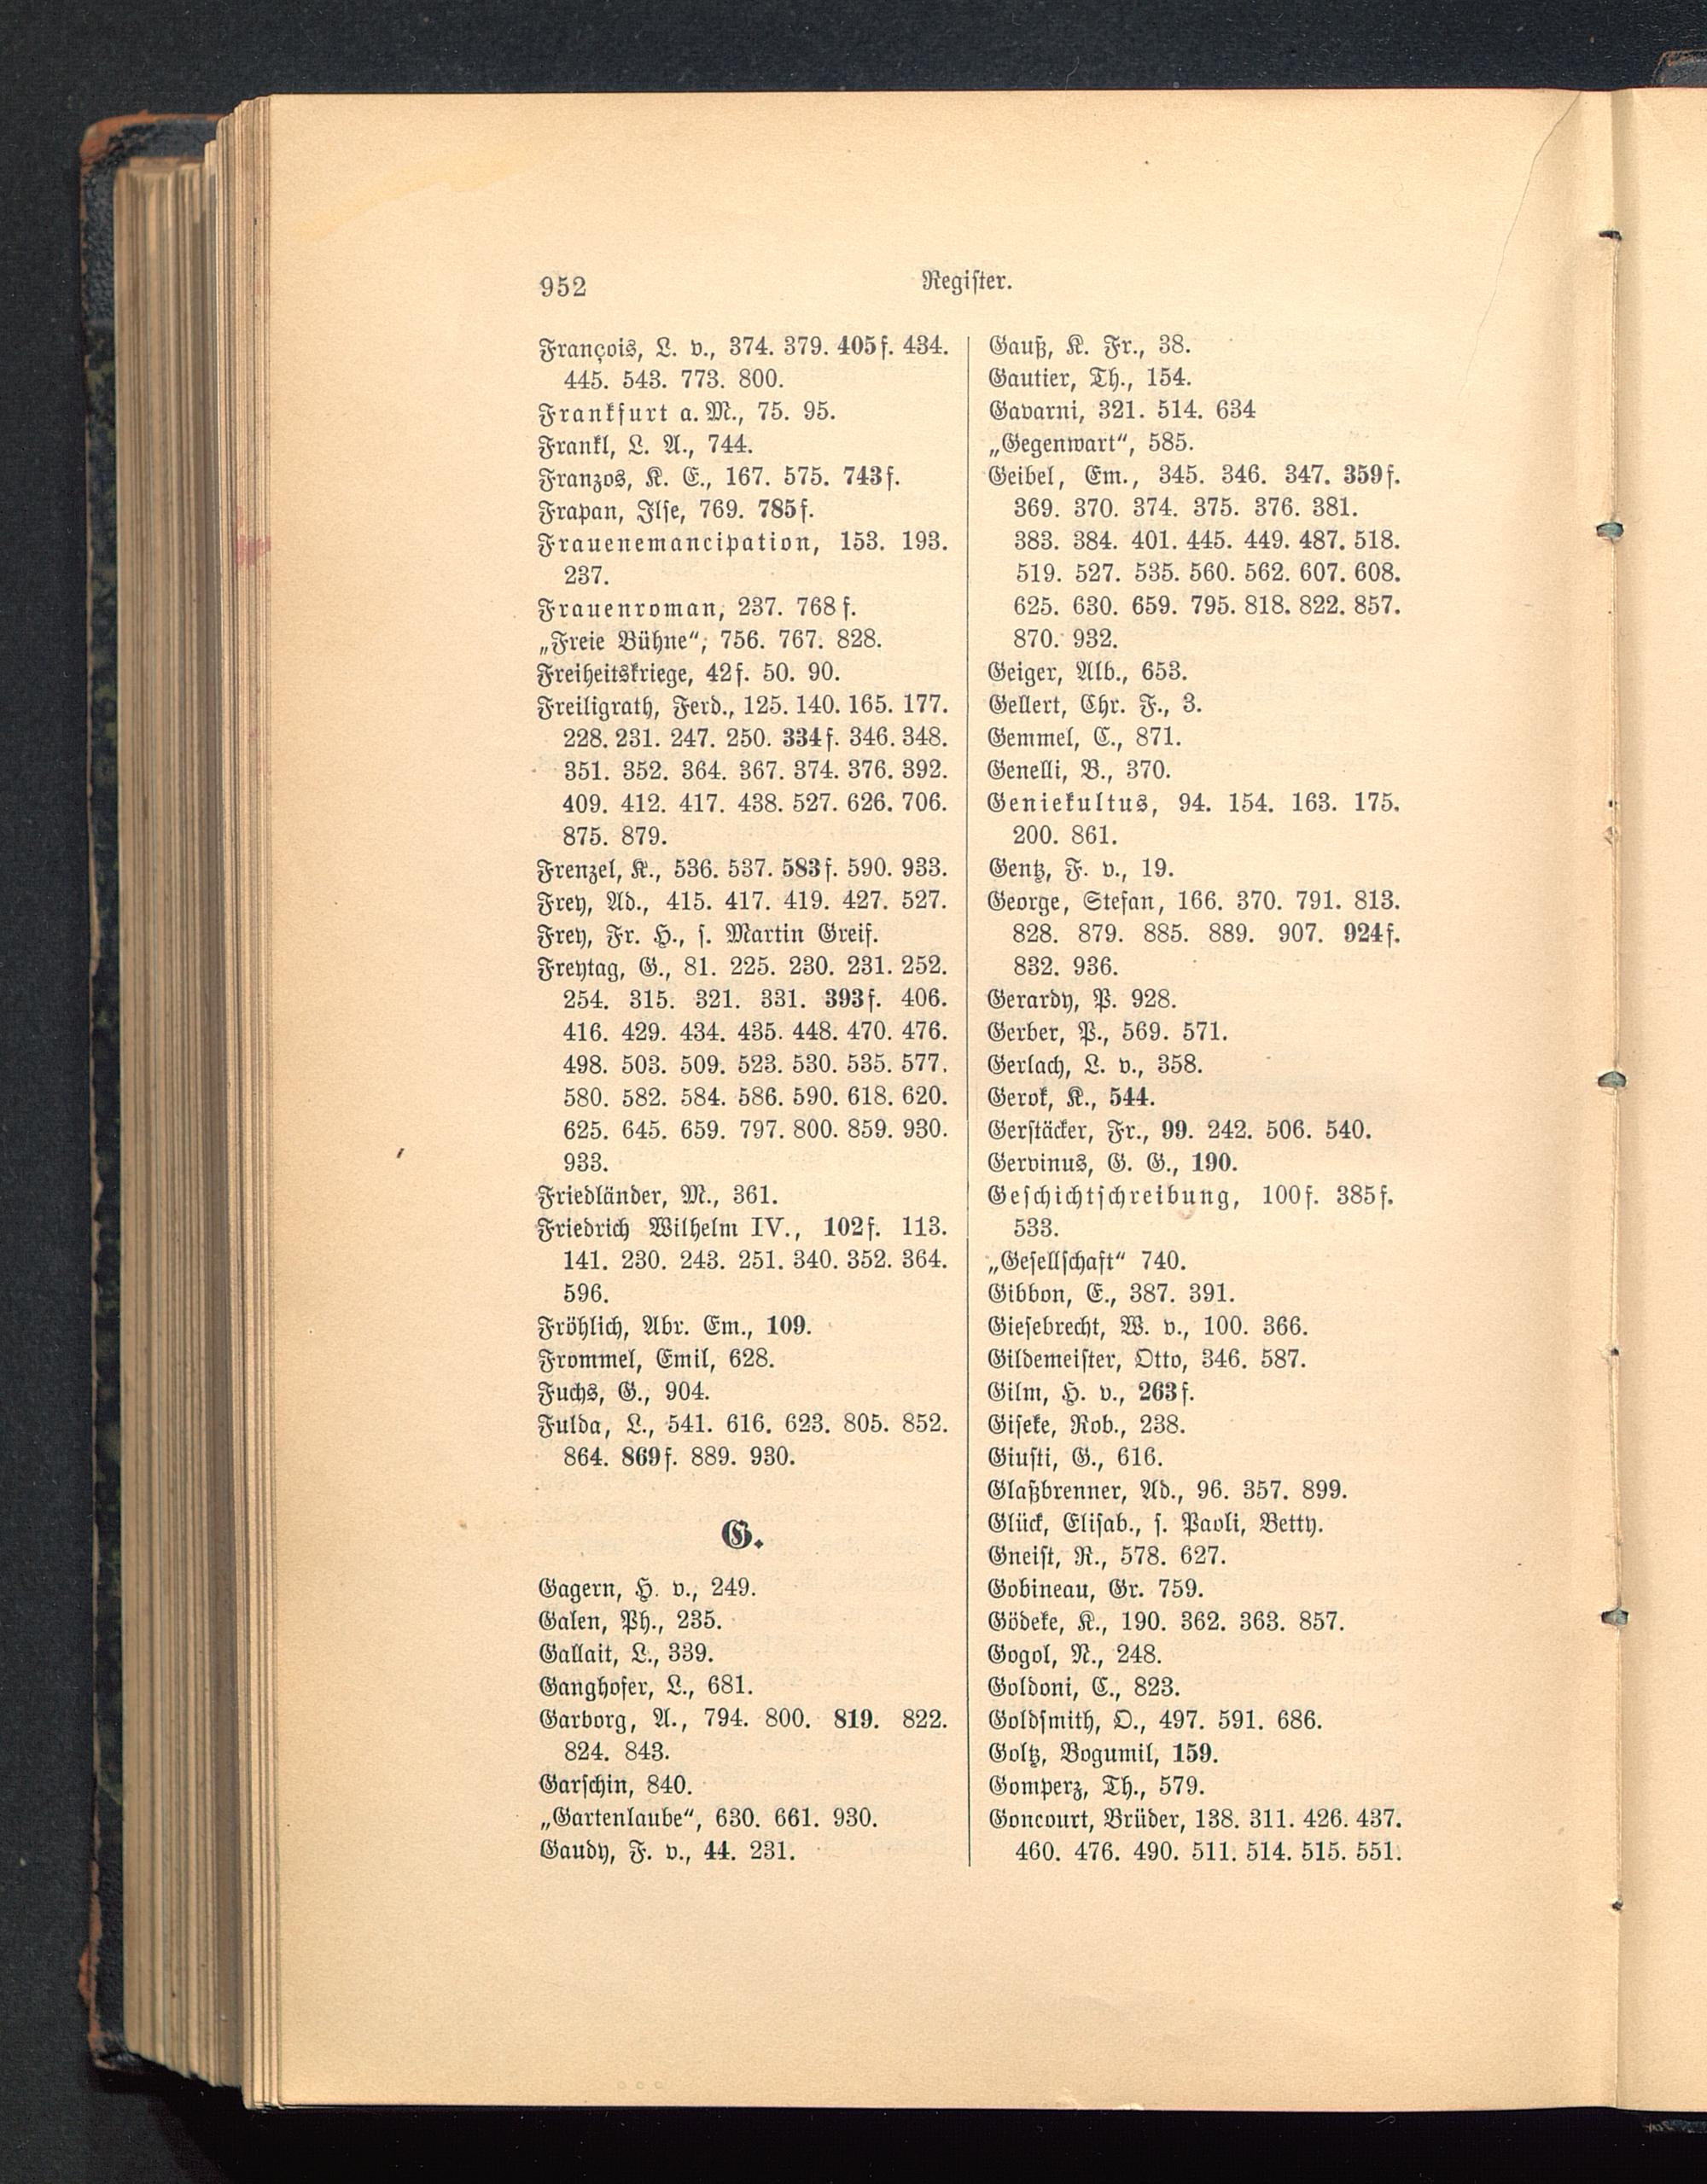 952
Register.
François, L. v., 374. 379. 405f. 434.
445. 543. 773. 800.
Frankfurt a. M., 75. 95.
Frankl, L. A., 744.
Franzos, K. E., 167. 575. 743f.
Frapan, Ilse, 769. 785f.
Frauenemancipation, 153. 193.
237.
Frauenroman, 237. 768f.
„Freie Bühne“, 756. 767. 828.
Freiheitskriege, 42f. 50. 90.
Freiligrath, Ferd., 125. 140. 165. 177.
228. 231. 247. 250. 334f. 346. 348.
351. 352. 364. 367. 374. 376. 392.
409. 412. 417. 438. 527. 626. 706.
875. 879.
Frenzel, K., 536. 537. 583f. 590. 933.
Frey, Ad., 415. 417. 419. 427. 527.
Frey, Fr. H., ſ. Martin Greif.
Freytag, G., 81. 225. 230. 231. 252.
254. 315. 321. 331. 393f. 406.
416. 429. 434. 435. 448. 470. 476.
498. 503. 509. 523. 530. 535. 577.
580. 582. 584. 586. 590. 618. 620.
625. 645. 659. 797. 800. 859. 930.
933.
Friedländer, M., 361.
Friedrich Wilhelm IV., 102f. 113.
141. 230. 243. 251. 340. 352. 364.
596.
Fröhlich, Abr. Em., 109.
Frommel, Emil, 628.
Fuchs, G., 904.
Fulda, L., 541. 616. 623. 805. 852.
864. 869f. 889. 930.
G.
Gagern, H. v., 249.
Galen, Ph., 235.
Gallait, L., 339.
Ganghofer, L., 681.
Garborg, A., 794. 800. 819. 822.
824. 843.
Garſchin, 840.
„Gartenlaube“, 630. 661. 930.
Gaudy, F. v., 44. 231.
Gauß, K. Fr., 38.
Gautier, Th., 154.
Gavarni, 321. 514. 634
„Gegenwart“, 585.
Geibel, Em., 345. 346. 347. 359f.
369. 370. 374. 375. 376. 381.
383. 384. 401. 445. 449. 487. 518.
519. 527. 535. 560. 562. 607. 608.
625. 630. 659. 795. 818. 822. 857.
870. 932.
Geiger, Alb., 653.
Gellert, Chr. F., 3.
Gemmel, C., 871.
Genelli, B., 370.
Geniekultus, 94. 154. 163. 175.
200. 861.
Gentz, F. v., 19.
George, Stefan, 166. 370. 791. 813.
828. 879. 885. 889. 907. 924f.
832. 936.
Gerardy, P. 928.
Gerber, P., 569. 571.
Gerlach, L. v., 358.
Gerok, K., 544.
Gerſtäcker, Fr., 99. 242. 506. 540.
Gervinus, G. G., 190.
Geſchichtſchreibung, 100f. 385f.
533.
„Geſellſchaft“ 740.
Gibbon, E., 387. 391.
Gieſebrecht, W. v., 100. 366.
Gildemeiſter, Otto, 346. 587.
Gilm, H. v., 263f.
Giſeke, Rob., 238.
Giuſti, G., 616.
Glaßbrenner, Ad., 96. 357. 899.
Glück, Eliſab., ſ. Paoli, Betty.
Gneiſt, R., 578. 627.
Gobineau, Gr. 759.
Gödeke, K., 190. 362. 363. 857.
Gogol, N., 248.
Goldoni, C., 823.
Goldſmith, O., 497. 591. 686.
Goltz, Bogumil, 159.
Gomperz, Th., 579.
Goncourt, Brüder, 138. 311. 426. 437.
460. 476. 490. 511. 514. 515. 551.